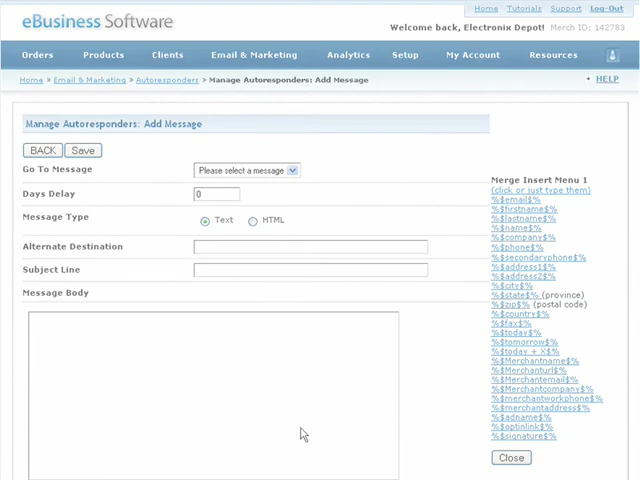 Home Tutorials Support Log-Out
eBusiness Software
Welcome back, Electronix Depot! Merch ID: 142783
Orders Products Clients Email & Marketing Analytics Setup My Account Resources
Home » Email & Marketing » Autoresponders » Manage Autoresponders: Add Message
HELP
Manage Autoresponders: Add Message
BACK Save
Go To Message Please select a message
Days Delay 0
Message Type Text HTML
Alternate Destination
Subject Line
Message Body
Merge Insert Menu I
(click or just type them)
%$email$%
%$firstname$%
%$lastname$%
%$name$%
%$company$%
%$phone$%
%$secondaryphone$%
%$address1$%
%$address2$%
%$city$%
%$state$% (province)
%$zip$% (postal code)
%$country$%
%$fax$%
%$today$%
%$tomorrow$%
%$today + X$%
%$Merchantname$%
%$Merchanturl$%
%$Merchantemail$%
%$Merchantcompany$%
%$merchantworkphone$%
%$merchantaddress$%
%$adname$%
%$optinlink$%
%$signature$%
Close